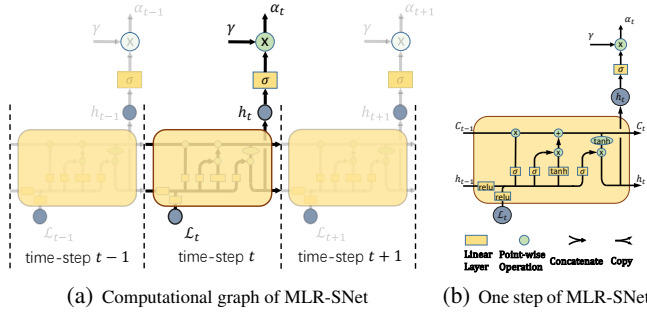 α_{t−1}
α_t
α_{t+1}
γ
X
γ
X
γ
X
σ
σ
σ
h_{t−1}
h_t
h_{t+1}
ℒ_{t−1}
ℒ_t
ℒ_{t+1}
time-step t − 1
time-step t
time-step t + 1
(a) Computational graph of MLR-SNet
α_t
γ
X
σ
h_t
C_{t−1}
C_t
X
+
tanh
X
X
σ
σ
tanh
σ
h_{t−1}
relu
relu
h_t
ℒ_t
Linear
Layer
Point-wise
Operation
Concatenate
Copy
(b) One step of MLR-SNet